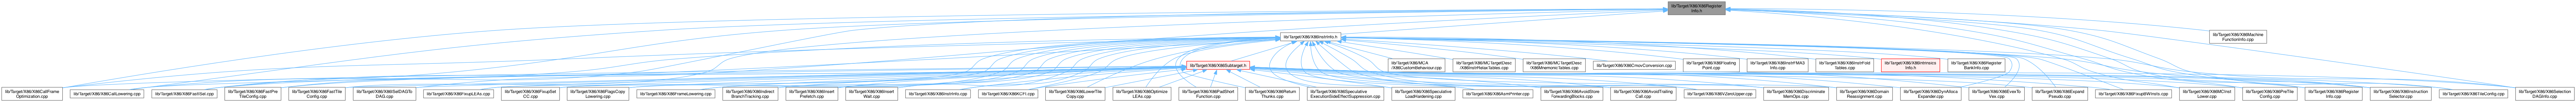 lib/Target/X86/X86Register
Info.h
lib/Target/X86/X86InstrInfo.h
lib/Target/X86/X86Machine
FunctionInfo.cpp
lib/Target/X86/X86Subtarget.h
lib/Target/X86/MCA
/X86CustomBehaviour.cpp
lib/Target/X86/MCTargetDesc
/X86InstrRelaxTables.cpp
lib/Target/X86/MCTargetDesc
/X86MnemonicTables.cpp
lib/Target/X86/X86CmovConversion.cpp
lib/Target/X86/X86Floating
Point.cpp
lib/Target/X86/X86InstrFMA3
Info.cpp
lib/Target/X86/X86InstrFold
Tables.cpp
lib/Target/X86/X86Intrinsics
Info.h
lib/Target/X86/X86Register
BankInfo.cpp
lib/Target/X86/X86CallFrame
Optimization.cpp
lib/Target/X86/X86CallLowering.cpp
lib/Target/X86/X86FastISel.cpp
lib/Target/X86/X86FastPre
TileConfig.cpp
lib/Target/X86/X86FastTile
Config.cpp
lib/Target/X86/X86ISelDAGTo
DAG.cpp
lib/Target/X86/X86FixupLEAs.cpp
lib/Target/X86/X86FixupSet
CC.cpp
lib/Target/X86/X86FlagsCopy
Lowering.cpp
lib/Target/X86/X86FrameLowering.cpp
lib/Target/X86/X86Indirect
BranchTracking.cpp
lib/Target/X86/X86Insert
Prefetch.cpp
lib/Target/X86/X86Insert
Wait.cpp
lib/Target/X86/X86InstrInfo.cpp
lib/Target/X86/X86KCFI.cpp
lib/Target/X86/X86LowerTile
Copy.cpp
lib/Target/X86/X86Optimize
LEAs.cpp
lib/Target/X86/X86PadShort
Function.cpp
lib/Target/X86/X86Return
Thunks.cpp
lib/Target/X86/X86Speculative
ExecutionSideEffectSuppression.cpp
lib/Target/X86/X86Speculative
LoadHardening.cpp
lib/Target/X86/X86AsmPrinter.cpp
lib/Target/X86/X86AvoidStore
ForwardingBlocks.cpp
lib/Target/X86/X86AvoidTrailing
Call.cpp
lib/Target/X86/X86VZeroUpper.cpp
lib/Target/X86/X86Discriminate
MemOps.cpp
lib/Target/X86/X86Domain
Reassignment.cpp
lib/Target/X86/X86DynAlloca
Expander.cpp
lib/Target/X86/X86EvexTo
Vex.cpp
lib/Target/X86/X86Expand
Pseudo.cpp
lib/Target/X86/X86FixupBWInsts.cpp
lib/Target/X86/X86MCInst
Lower.cpp
lib/Target/X86/X86PreTile
Config.cpp
lib/Target/X86/X86Register
Info.cpp
lib/Target/X86/X86Instruction
Selector.cpp
lib/Target/X86/X86TileConfig.cpp
lib/Target/X86/X86Selection
DAGInfo.cpp